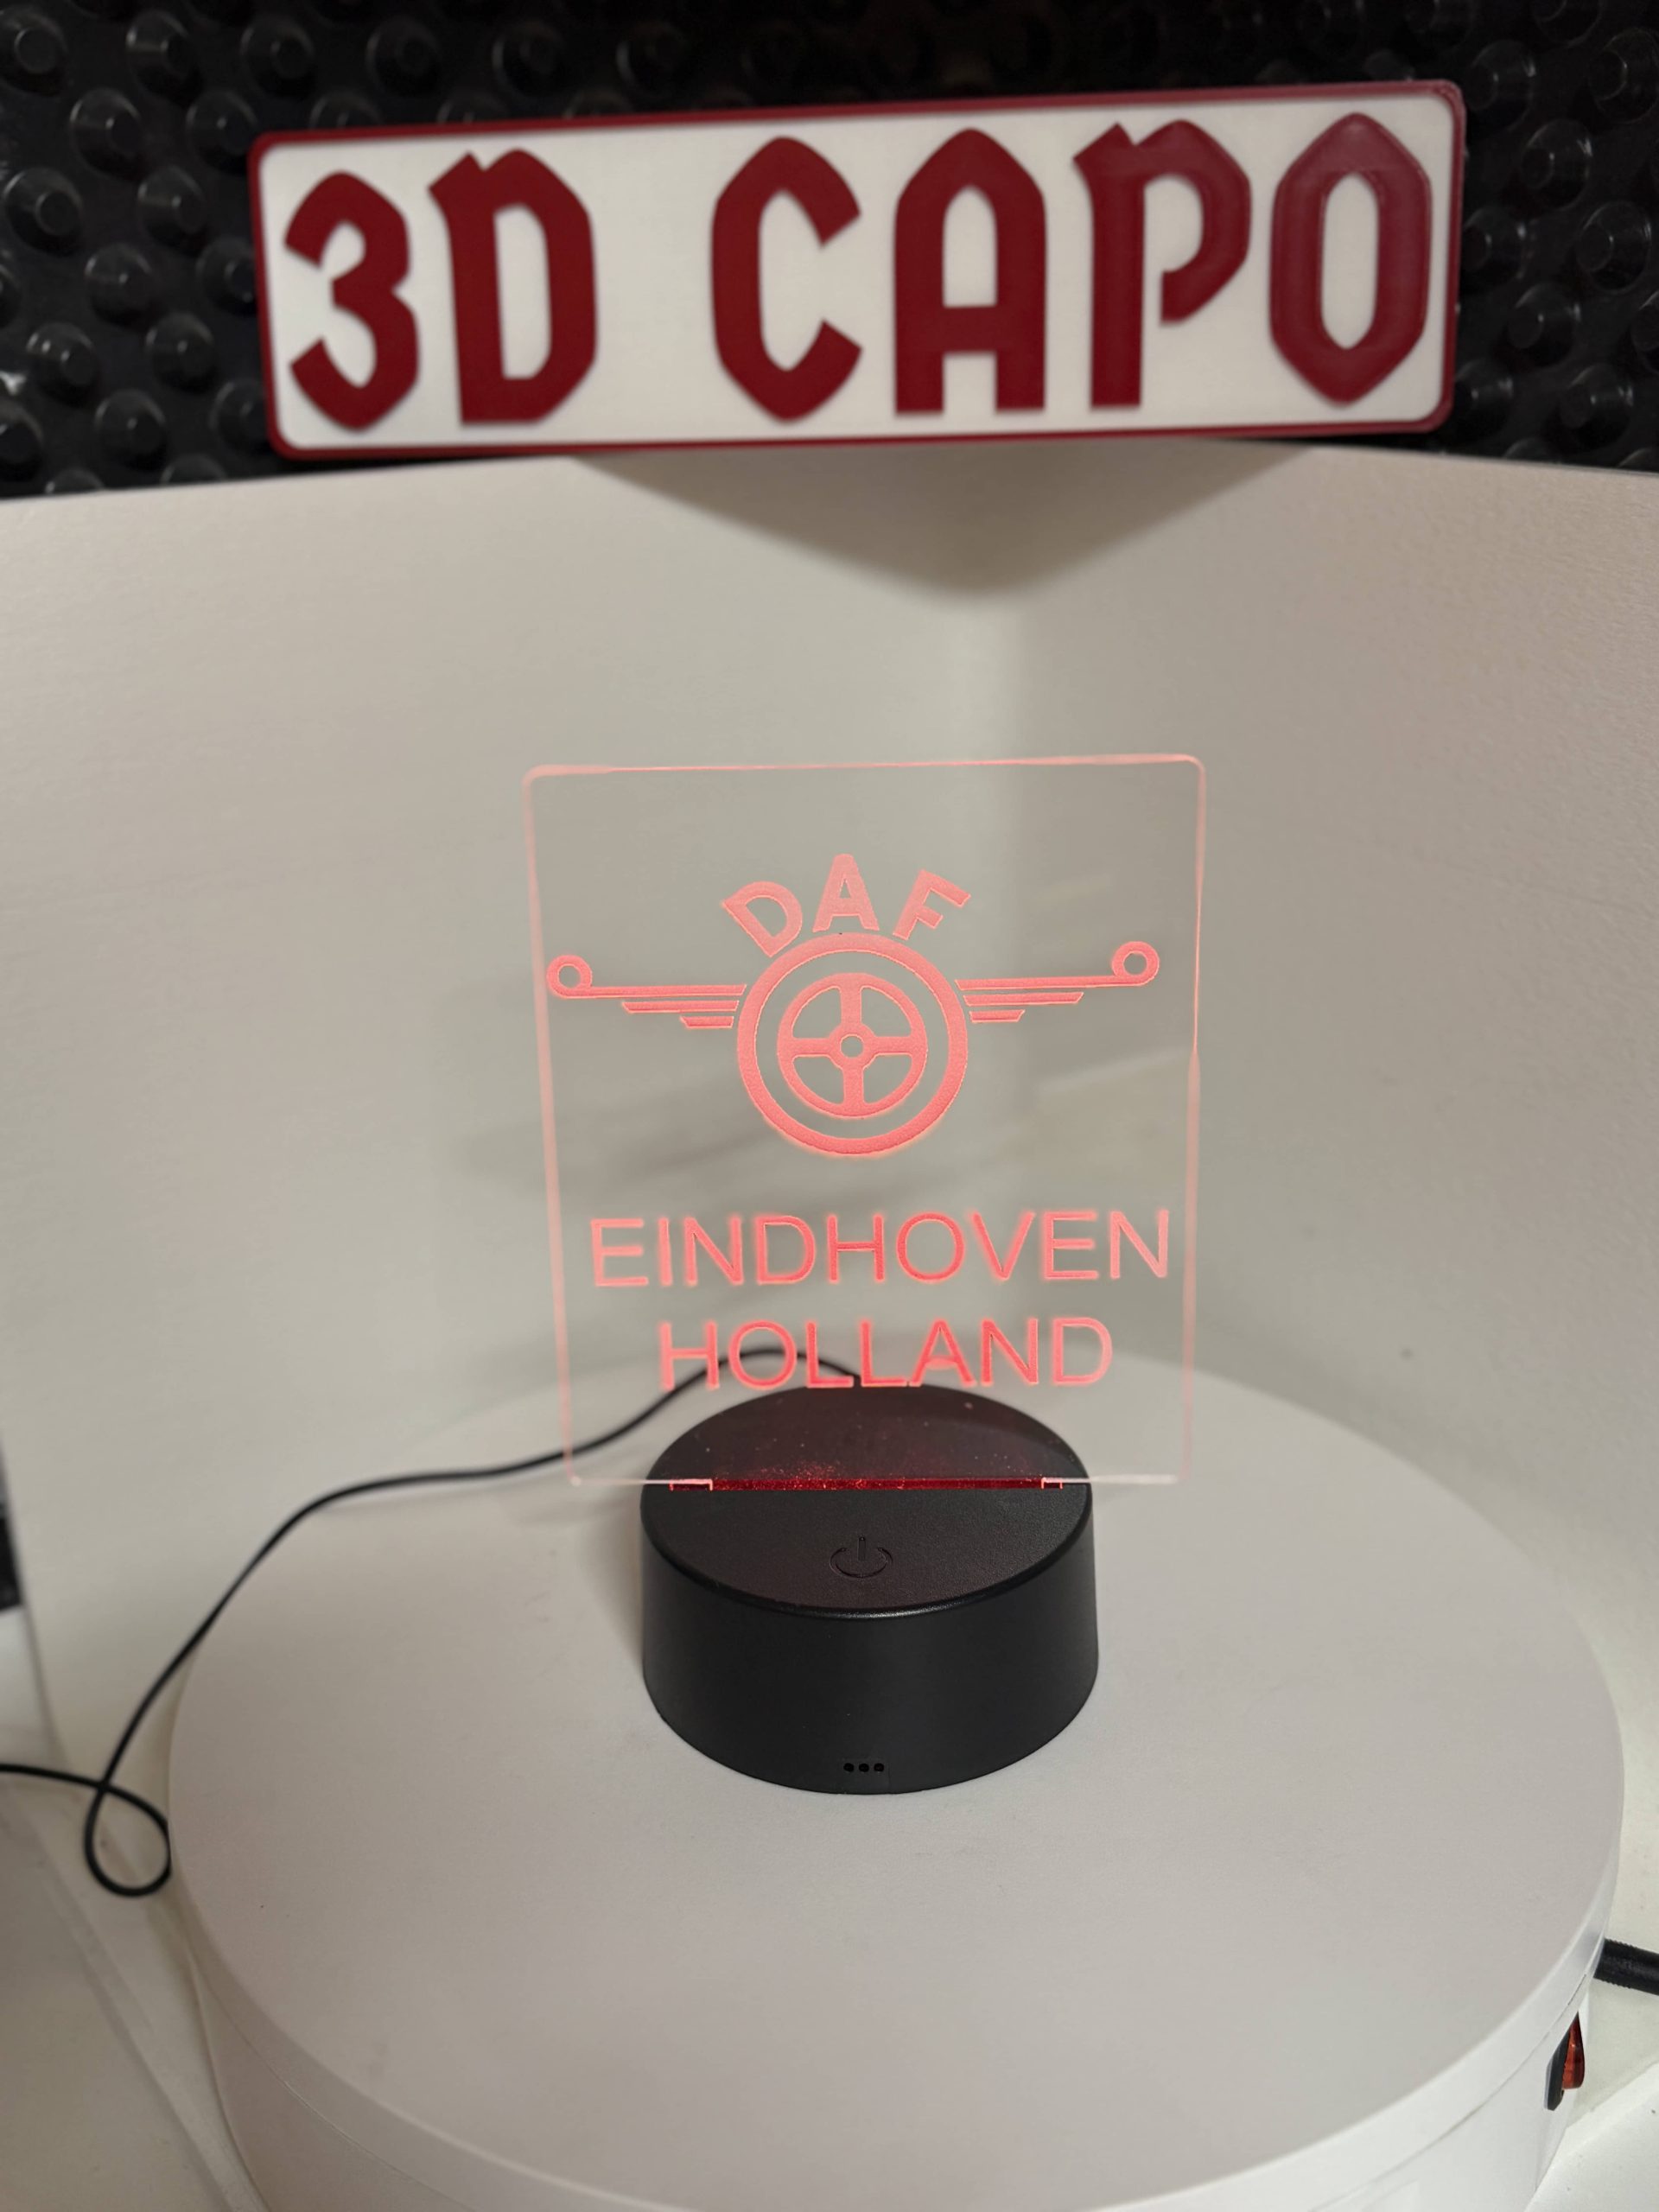 3D CAPO
DAF
EINDHOVEN
HOLLAND